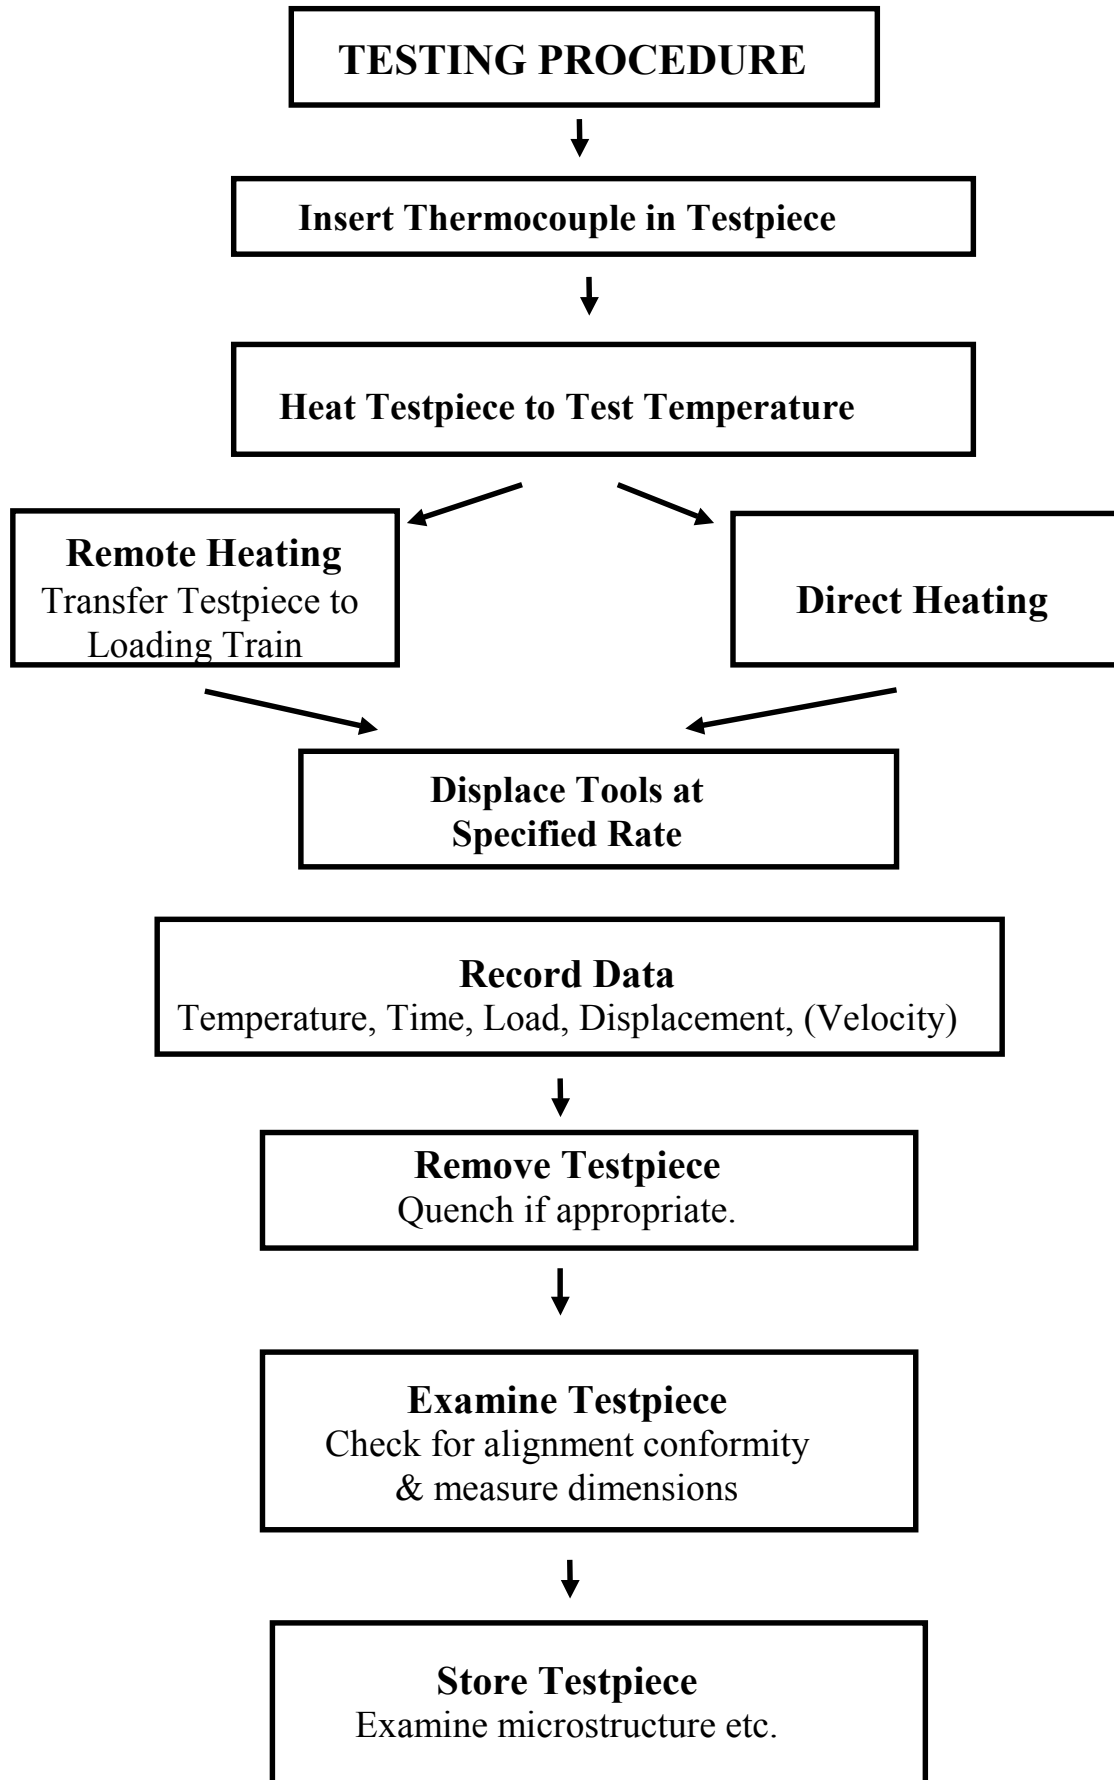 TESTING PROCEDURE
Insert Thermocouple in Testpiece
Heat Testpiece to Test Temperature
Remote Heating
Transfer Testpiece to
Loading Train
Direct Heating
Displace Tools at
Specified Rate
Record Data
Temperature, Time, Load, Displacement, (Velocity)
Remove Testpiece
Quench if appropriate.
Examine Testpiece
Check for alignment conformity
& measure dimensions
Store Testpiece
Examine microstructure etc.